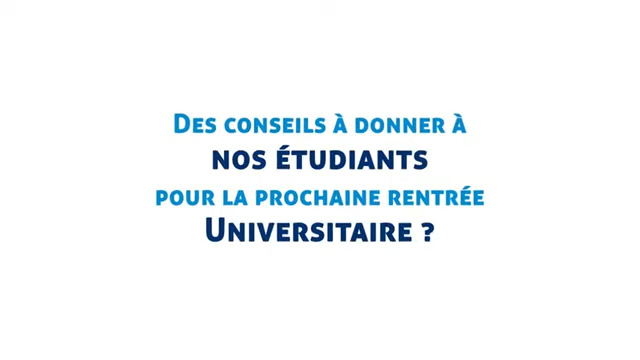 Des conseils à donner à
nos étudiants
pour la prochaine rentrée
Universitaire ?